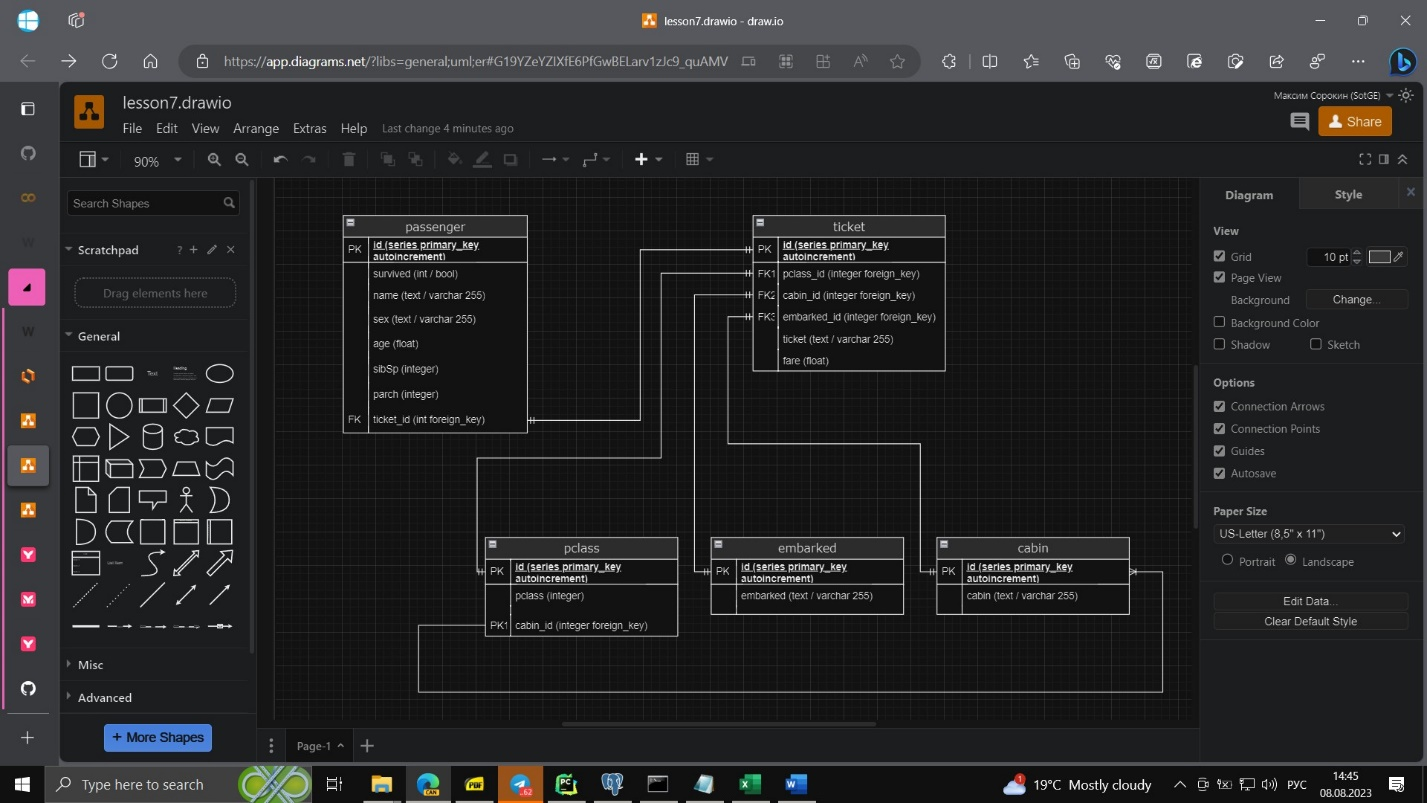 lesson7.drawio - draw.io
https://app.diagrams.net/?libs=general;uml;er#G19YZeYZlXfE6PfGwBELarv1zJc9_quAMV
lesson7.drawio
Максим Сорокин (SotGE)
File Edit View Arrange Extras Help Last change 4 minutes ago
Share
90%
Search Shapes
Scratchpad
?
Drag elements here
General
Text
Heading
Misc
Advanced
+ More Shapes
passenger
PK
id (series primary_key
autoincrement)
survived (int / bool)
name (text / varchar 255)
sex (text / varchar 255)
age (float)
sibSp (integer)
parch (integer)
FK ticket_id (int foreign_key)
ticket
PK
id (series primary_key
autoincrement)
FK1 pclass_id (integer foreign_key)
FK2 cabin_id (integer foreign_key)
FK3 embarked_id (integer foreign_key)
ticket (text / varchar 255)
fare (float)
pclass
PK
id (series primary_key
autoincrement)
pclass (integer)
PK1 cabin_id (integer foreign_key)
embarked
PK
id (series primary_key
autoincrement)
embarked (text / varchar 255)
cabin
PK
id (series primary_key
autoincrement)
cabin (text / varchar 255)
Page-1
Diagram Style
View
Grid 10 pt
Page View
Background Change...
Background Color
Shadow Sketch
Options
Connection Arrows
Connection Points
Guides
Autosave
Paper Size
US-Letter (8,5" x 11")
Portrait Landscape
Edit Data...
Clear Default Style
Type here to search
CAN
PDF
62
PC
1
19°C Mostly cloudy
РУС
14:45
08.08.2023